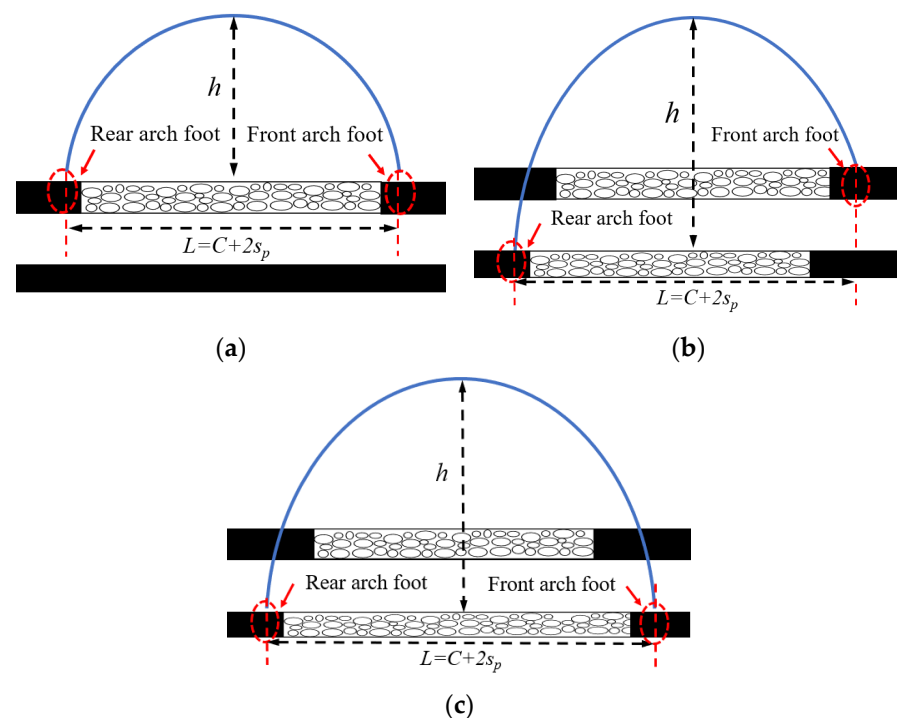 h
Rear arch foot
Front arch foot
L=C+2sₚ
(a)
h
Front arch foot
Rear arch foot
L=C+2sₚ
(b)
h
Rear arch foot
Front arch foot
L=C+2sₚ
(c)